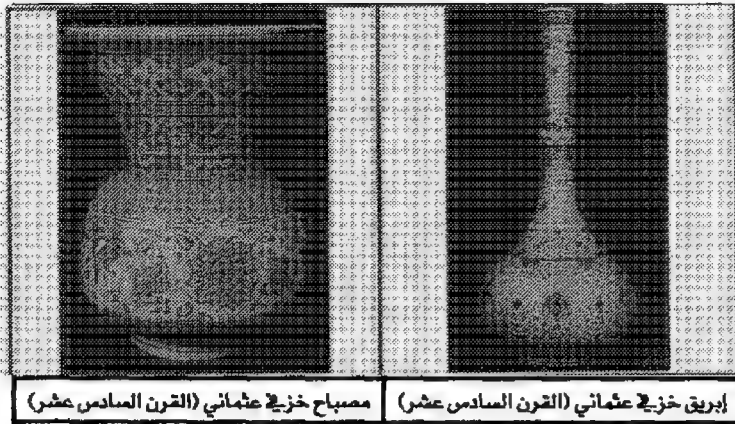 إبريق خزفي عثماني (القرن السادس عشر)
مصباح خزفي عثماني (القرن السادس عشر)